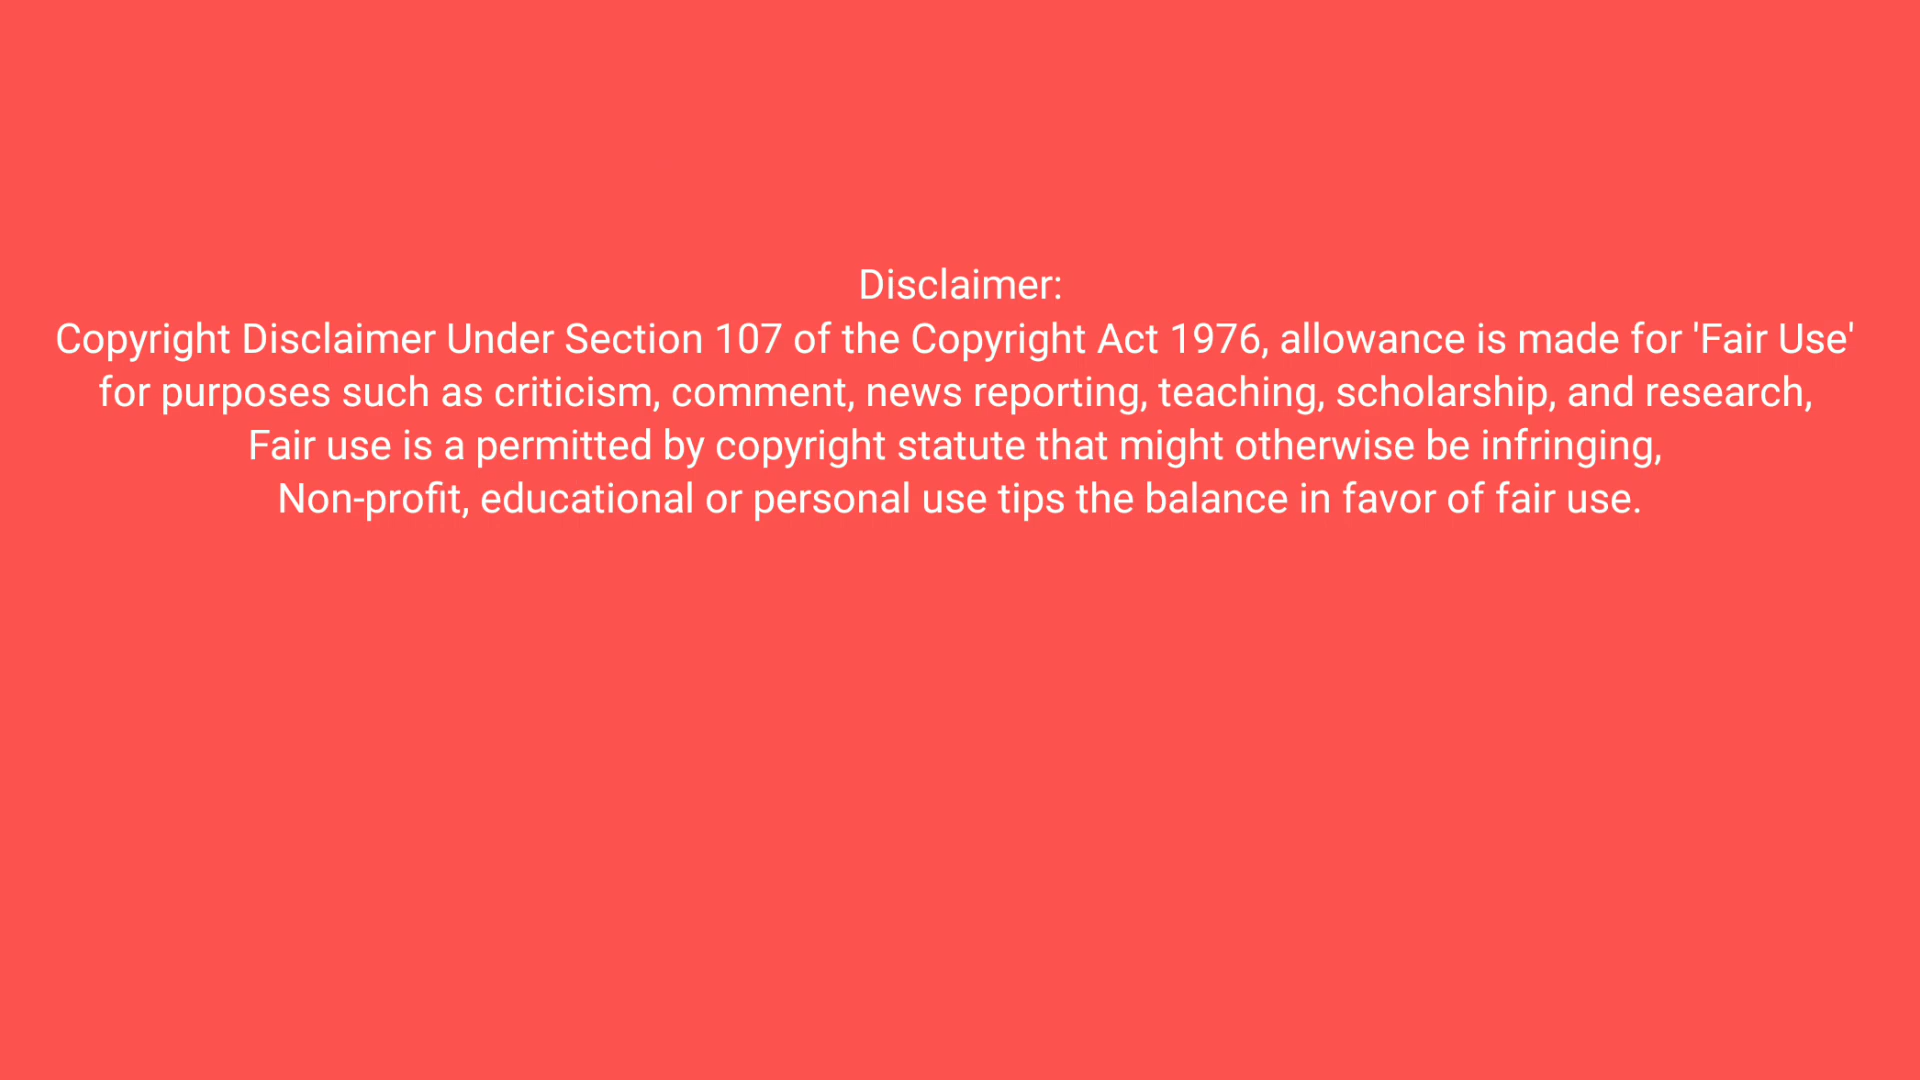 Disclaimer:
Copyright Disclaimer Under Section 107 of the Copyright Act 1976, allowance is made for 'Fair Use'
for purposes such as criticism, comment, news reporting, teaching, scholarship, and research,
Fair use is a permitted by copyright statute that might otherwise be infringing,
Non-profit, educational or personal use tips the balance in favor of fair use.